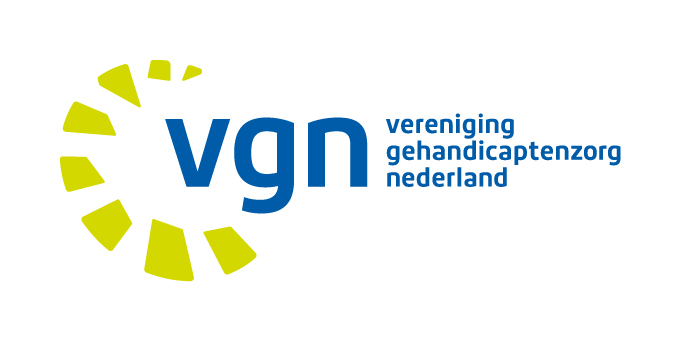 vgn
vereniging
gehandicaptenzorg
nederland